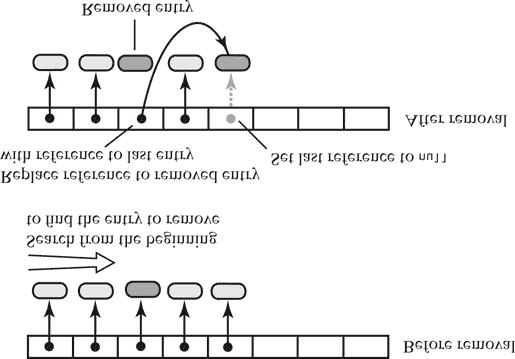 Before removal
Search from the beginning
to find the entry to remove
Replace reference to removed entry
with reference to last entry
Set last reference to null
After removal
Removed entry